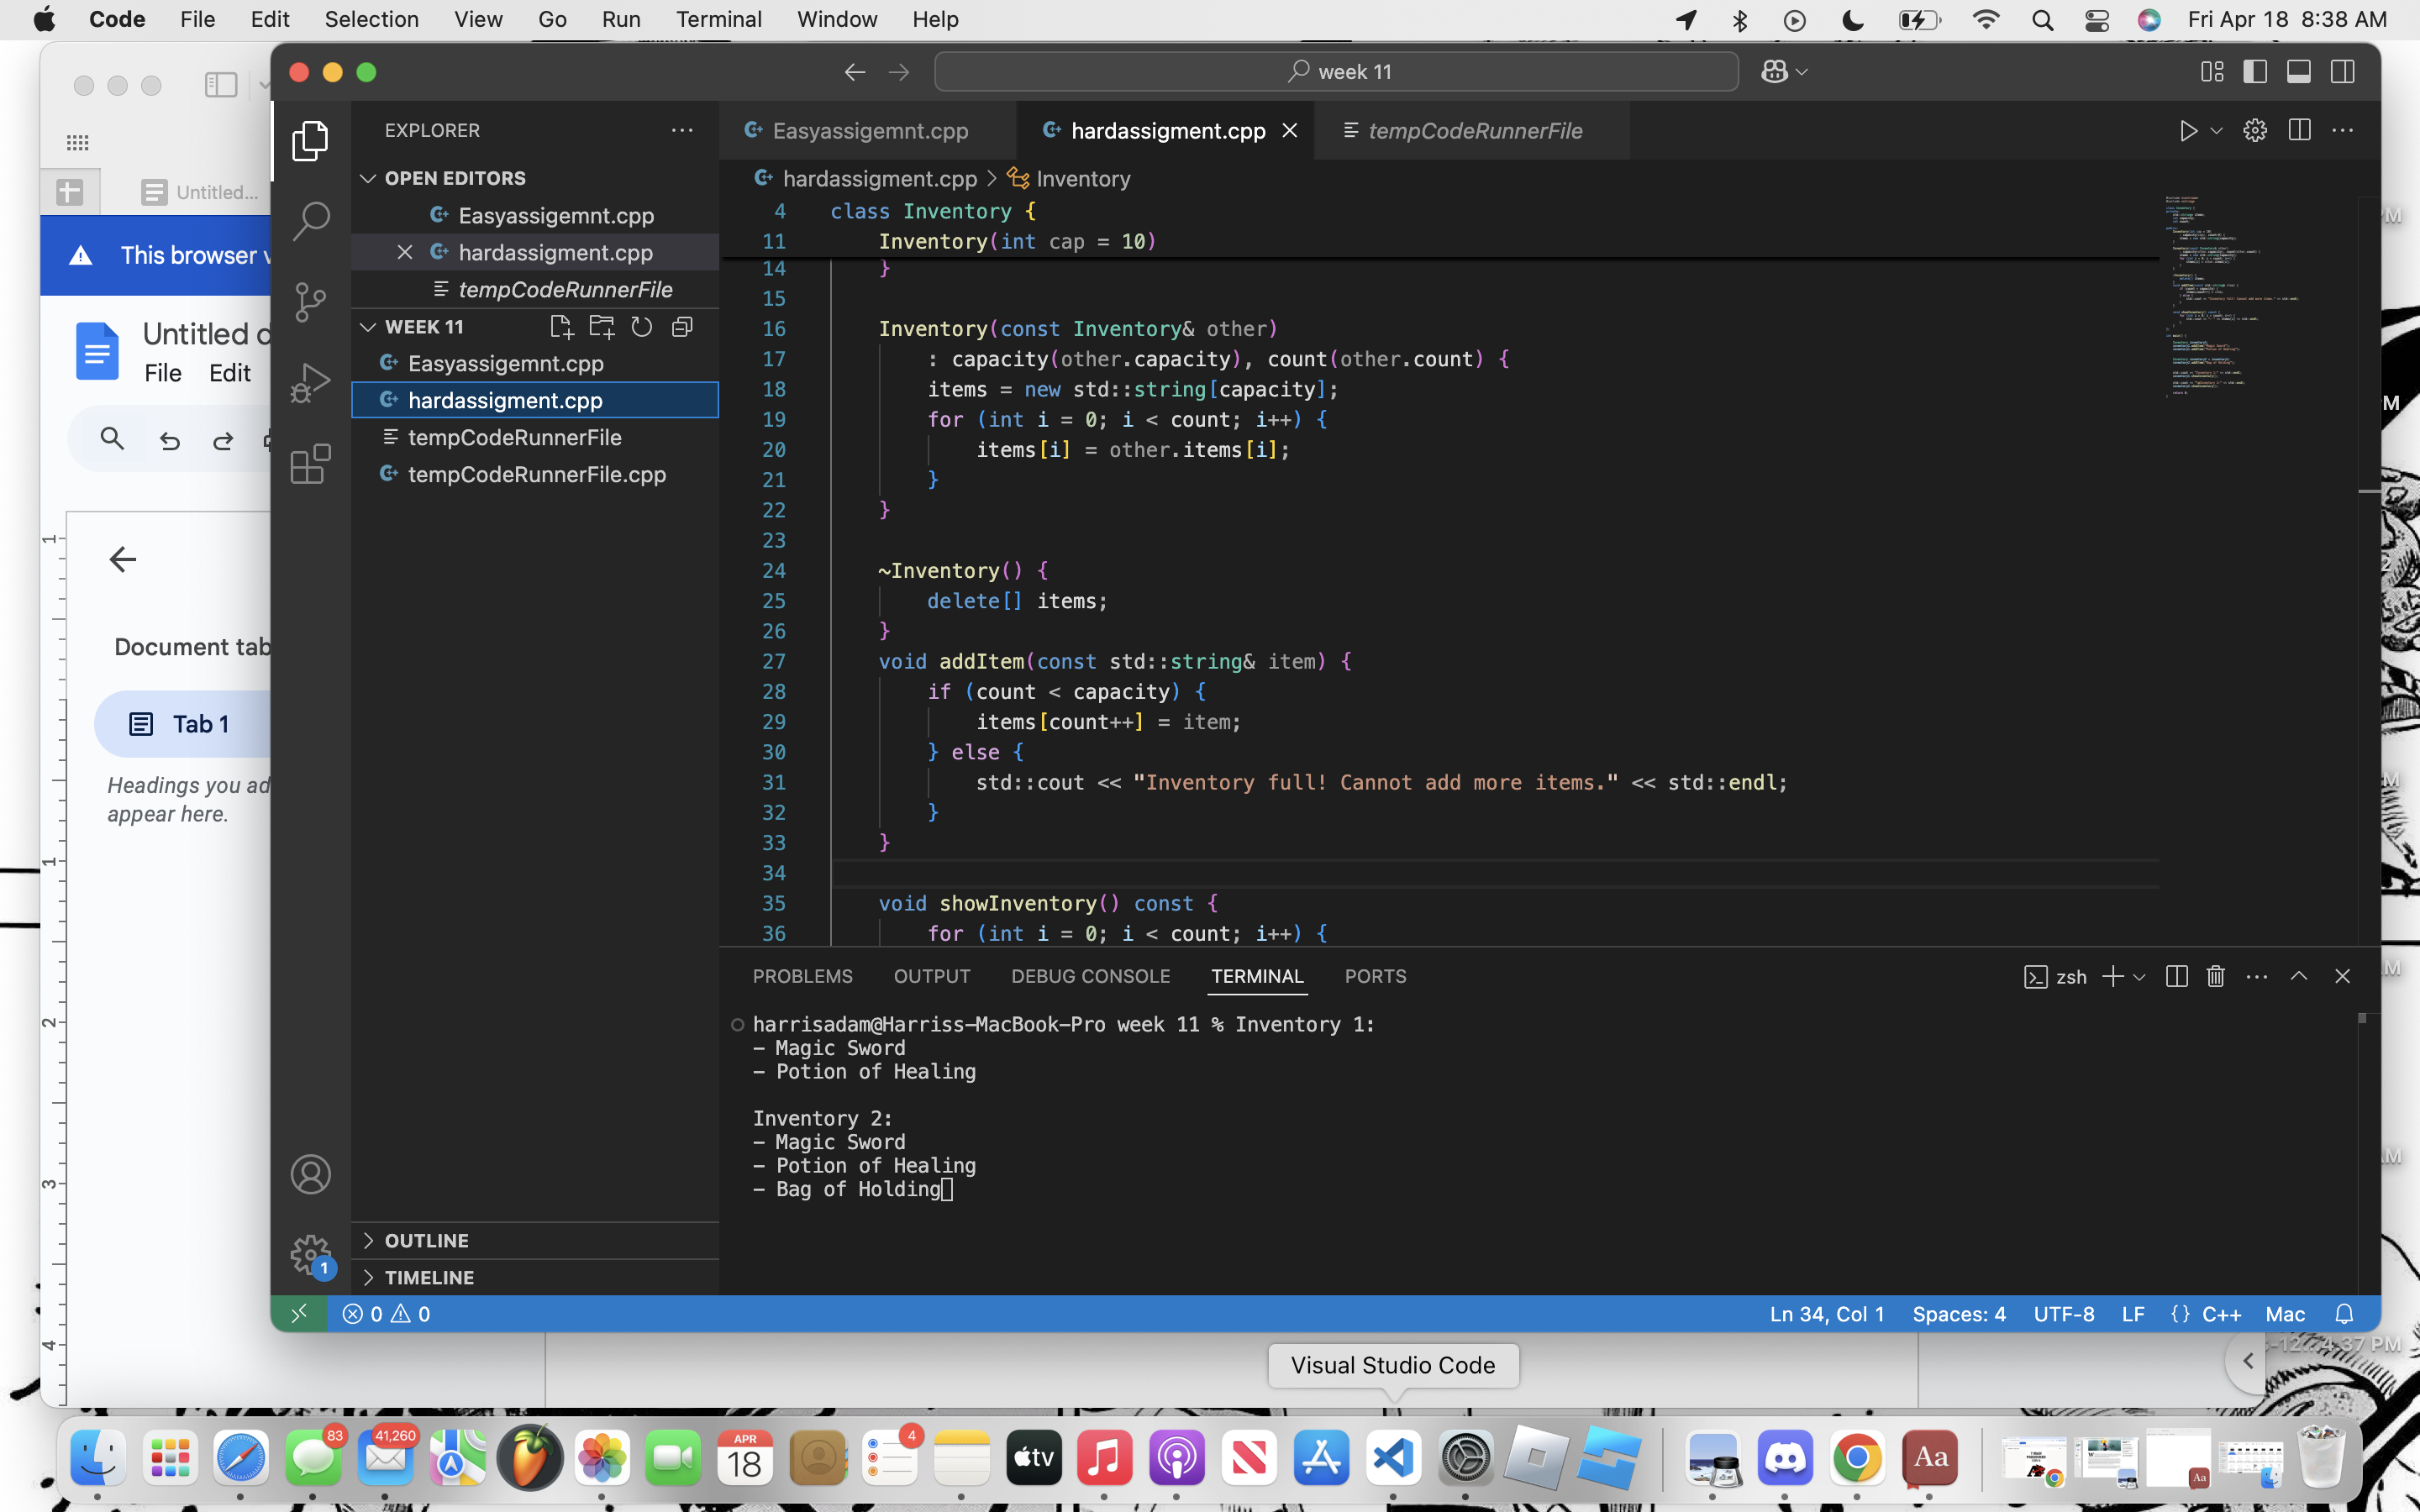 Code File Edit Selection View Go Run Terminal Window Help Fri Apr 18 8:38 AM
week 11
Untitled...
This browser v
Untitled d
File Edit
Document tab
Tab 1
Headings you ad
appear here.
EXPLORER
OPEN EDITORS
Easyassigemnt.cpp
hardassigment.cpp
tempCodeRunnerFile
WEEK 11
Easyassigemnt.cpp
hardassigment.cpp
tempCodeRunnerFile
tempCodeRunnerFile.cpp
OUTLINE
TIMELINE
Easyassigemnt.cpp hardassigment.cpp tempCodeRunnerFile
hardassigment.cpp > Inventory
4 class Inventory {
11 Inventory(int cap = 10)
14 }
15
16 Inventory(const Inventory& other)
17 : capacity(other.capacity), count(other.count) {
18 items = new std::string[capacity];
19 for (int i = 0; i < count; i++) {
20 items[i] = other.items[i];
21 }
22 }
23
24 ~Inventory() {
25 delete[] items;
26 }
27 void addItem(const std::string& item) {
28 if (count < capacity) {
29 items[count++] = item;
30 } else {
31 std::cout << "Inventory full! Cannot add more items." << std::endl;
32 }
33 }
34
35 void showInventory() const {
36 for (int i = 0; i < count; i++) {
PROBLEMS OUTPUT DEBUG CONSOLE TERMINAL PORTS zsh
harrisadam@Harriss-MacBook-Pro week 11 % Inventory 1:
- Magic Sword
- Potion of Healing
Inventory 2:
- Magic Sword
- Potion of Healing
- Bag of Holding
1
0 0 Ln 34, Col 1 Spaces: 4 UTF-8 LF {} C++ Mac
4:37 PM
Visual Studio Code
83 41,260 APR 18 4 tv Aa